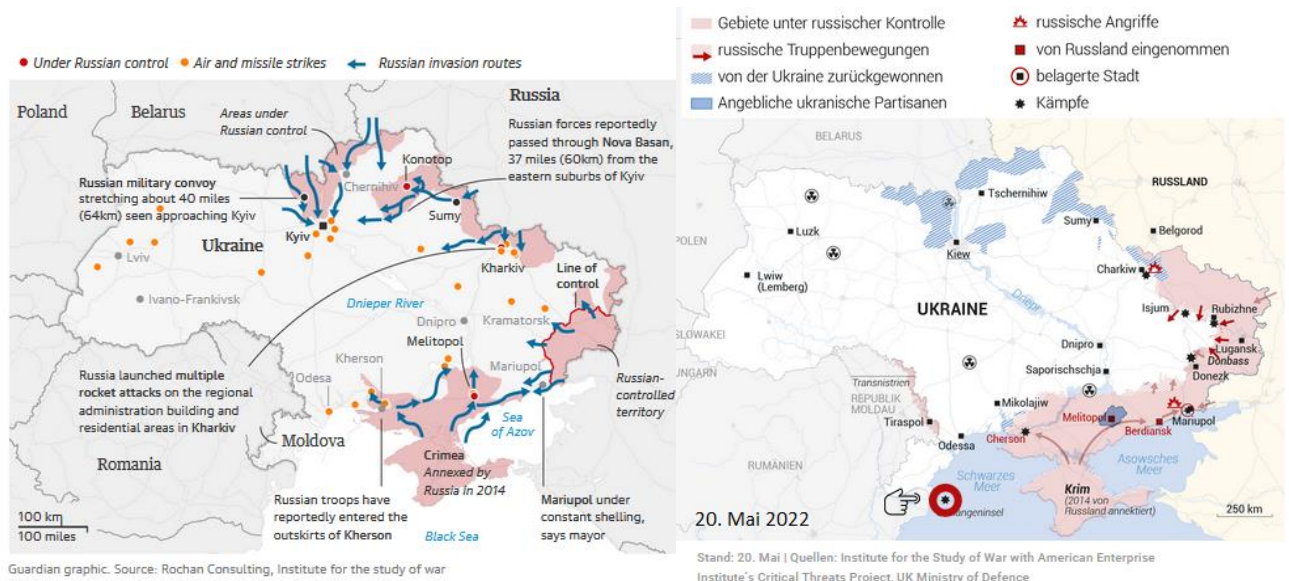 Under Russian control
Air and missile strikes
Russian invasion routes
Poland
Belarus
Areas under
Russian control
Russia
Russian forces reportedly
passed through Nova Basan,
37 miles (60km) from the
eastern suburbs of Kyiv
Konotop
Chernihiv
Russian military convoy
stretching about 40 miles
(64km) seen approaching Kyiv
Sumy
Kyiv
Ukraine
Lviv
Kharkiv
Line of
control
Ivano-Frankivsk
Dnieper River
Dnipro
Kramatorsk
Melitopol
Kherson
Mariupol
Russia launched multiple
rocket attacks on the regional
administration building and
residential areas in Kharkiv
Odesa
Russian-
controlled
territory
Sea
of Azov
Moldova
Romania
Crimea
Annexed by
Russia in 2014
Russian troops have
reportedly entered the
outskirts of Kherson
Mariupol under
constant shelling,
says mayor
Black Sea
100 km
100 miles
Guardian graphic. Source: Rochan Consulting, Institute for the study of war
Gebiete unter russischer Kontrolle
russische Angriffe
russische Truppenbewegungen
von Russland eingenommen
von der Ukraine zurückgewonnen
belagerte Stadt
Angebliche ukranische Partisanen
Kämpfe
BELARUS
RUSSLAND
Tschernihiw
Sumy
Belgorod
Luzk
POLEN
Kiew
Charkiw
Lwiw
(Lemberg)
UKRAINE
Dniepr
Isjum
Rubizhne
SLOWAKEI
Dnipro
Lugansk
Donbass
UNGARN
Saporischschja
Donezk
Transnistrien
REPUBLIK
MOLDAU
Mikolajiw
Melitopol
Mariupol
Tiraspol
Cherson
Berdiansk
Odessa
RUMÄNIEN
Schwarzes
Meer
Asowsches
Meer
Krim
(2014 von
Russland annektiert)
langeninsel
20. Mai 2022
250 km
Stand: 20. Mai | Quellen: Institute for the Study of War with American Enterprise
Institute's Critical Threats Project, UK Ministry of Defence